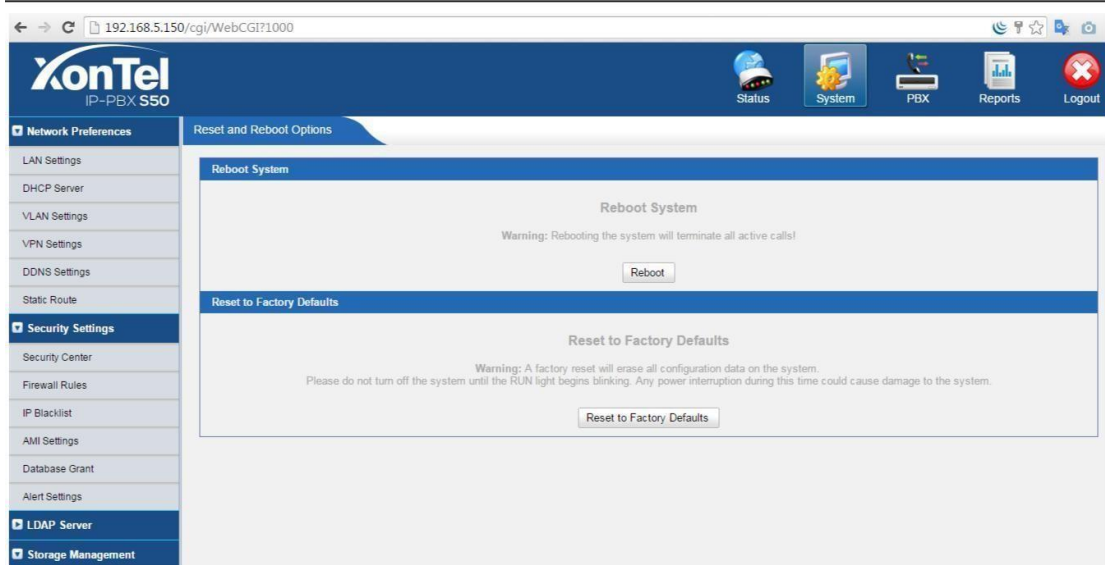 192.168.5.150/cgi/WebCGI?1000
XonTel
IP-PBX S50
Status
System
PBX
Reports
Logout
Network Preferences
LAN Settings
DHCP Server
VLAN Settings
VPN Settings
DDNS Settings
Static Route
Security Settings
Security Center
Firewall Rules
IP Blacklist
AMI Settings
Database Grant
Alert Settings
LDAP Server
Storage Management
Reset and Reboot Options
Reboot System
Reboot System
Warning: Rebooting the system will terminate all active calls!
Reboot
Reset to Factory Defaults
Reset to Factory Defaults
Warning: A factory reset will erase all configuration data on the system.
Please do not turn off the system until the RUN light begins blinking. Any power interruption during this time could cause damage to the system.
Reset to Factory Defaults